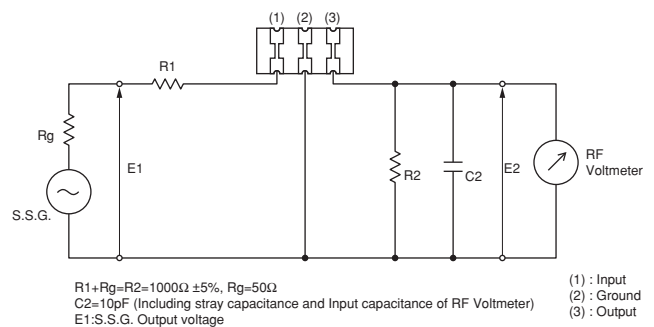 (1) (2) (3)
R1
Rg
E1
R2
C2
E2
RF
Voltmeter
S.S.G.
R1+Rg=R2=1000Ω ±5%, Rg=50Ω
C2=10pF (Including stray capacitance and Input capacitance of RF Voltmeter)
E1:S.S.G. Output voltage
(1) : Input
(2) : Ground
(3) : Output